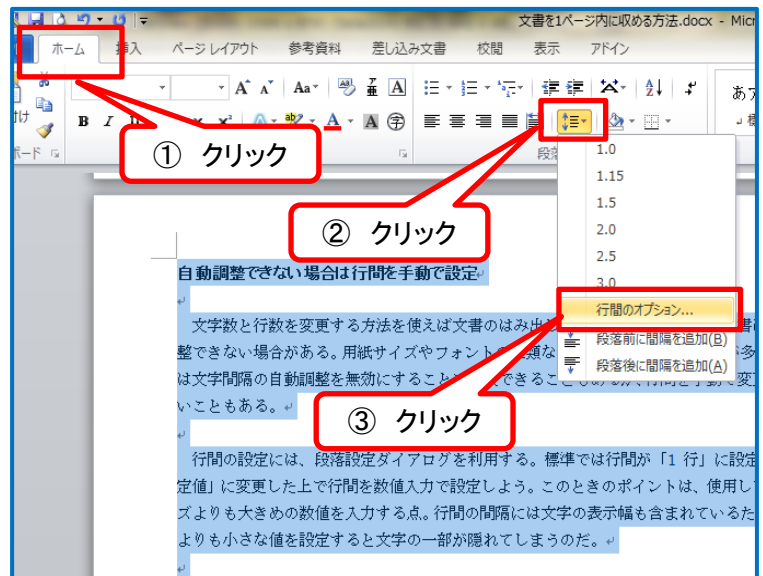 文書を1ページ内に収める方法.docx - Micr
ホーム 挿入 ページ レイアウト 参考資料 差し込み文書 校閲 表示 アドイン
Aa
B I U
段落
① クリック
② クリック
③ クリック
1.0
1.15
1.5
2.0
2.5
3.0
行間のオプション...
段落前に間隔を追加(B)
段落後に間隔を追加(A)
自動調整できない場合は行間を手動で設定
文字数と行数を変更する方法を使えば文書のはみ出
整できない場合がある。用紙サイズやフォント
は文字間隔の自動調整を無効にすること
いこともある。
行間の設定には、段落設定ダイアログを利用する。標準では行間が「1 行」に設定
定値」に変更した上で行間を数値入力で設定しよう。このときのポイントは、使用し
ズよりも大きめの数値を入力する点。行間の間隔には文字の表示幅も含まれているた
よりも小さな値を設定すると文字の一部が隠れてしまうのだ。